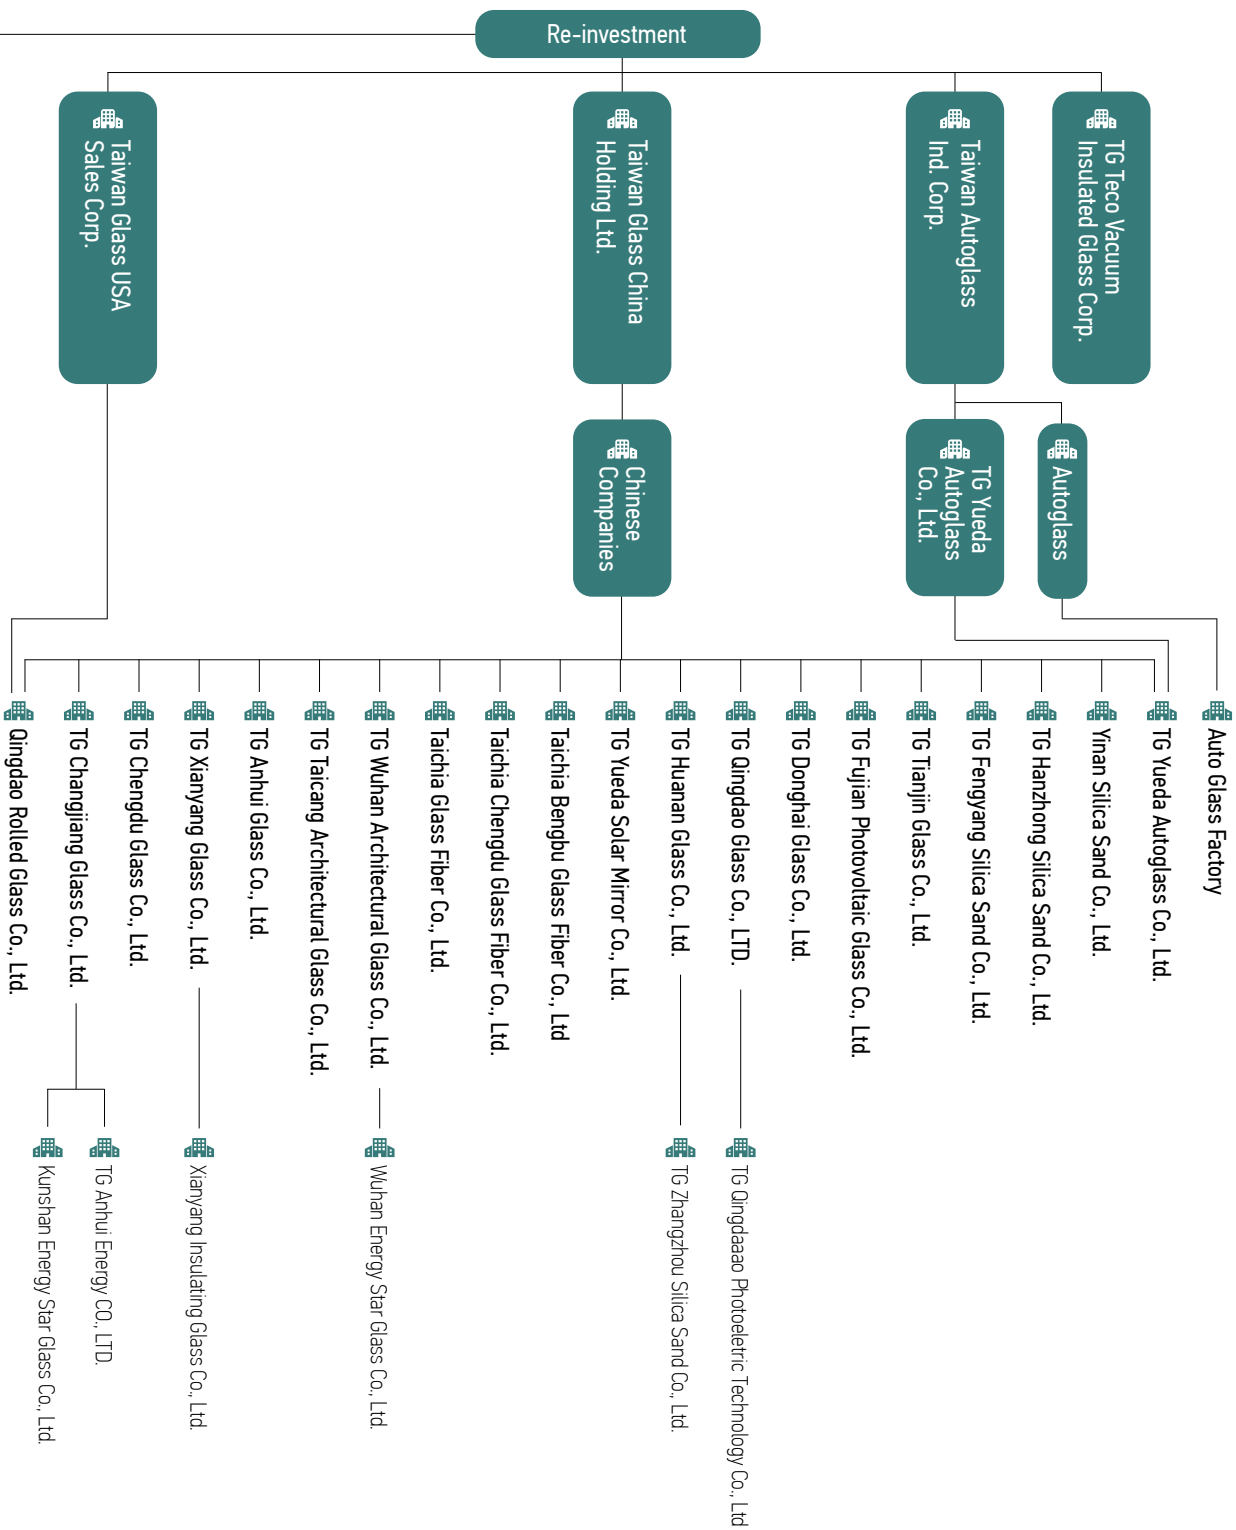 Re-investment
Taiwan Glass USA
Sales Corp.
Taiwan Glass China
Holding Ltd.
Taiwan Autoglass
Ind. Corp.
TG Teco Vacuum
Insulated Glass Corp.
Chinese
Companies
TG Yueda
Autoglass
Co., Ltd.
Autoglass
Qingdao Rolled Glass Co., Ltd.
TG Changjiang Glass Co., Ltd.
TG Chengdu Glass Co., Ltd.
TG Xianyang Glass Co., Ltd.
TG Anhui Glass Co., Ltd.
TG Taicang Architectural Glass Co., Ltd.
TG Wuhan Architectural Glass Co., Ltd.
Taichia Glass Fiber Co., Ltd.
Taichia Chengdu Glass Fiber Co., Ltd.
Taichia Bengbu Glass Fiber Co., Ltd
TG Yueda Solar Mirror Co., Ltd.
TG Huanan Glass Co., Ltd.
TG Qingdao Glass Co., LTD.
TG Donghai Glass Co., Ltd.
TG Fujian Photovoltaic Glass Co., Ltd.
TG Tianjin Glass Co., Ltd.
TG Fengyang Silica Sand Co., Ltd.
TG Hanzhong Silica Sand Co., Ltd.
Yinan Silica Sand Co., Ltd.
TG Yueda Autoglass Co., Ltd.
Auto Glass Factory
Kunshan Energy Star Glass Co., Ltd.
TG Anhui Energy CO., LTD.
Xianyang Insulating Glass Co., Ltd.
Wuhan Energy Star Glass Co., Ltd.
TG Zhangzhou Silica Sand Co., Ltd.
TG Qingdaaao Photoeletric Technology Co., Ltd